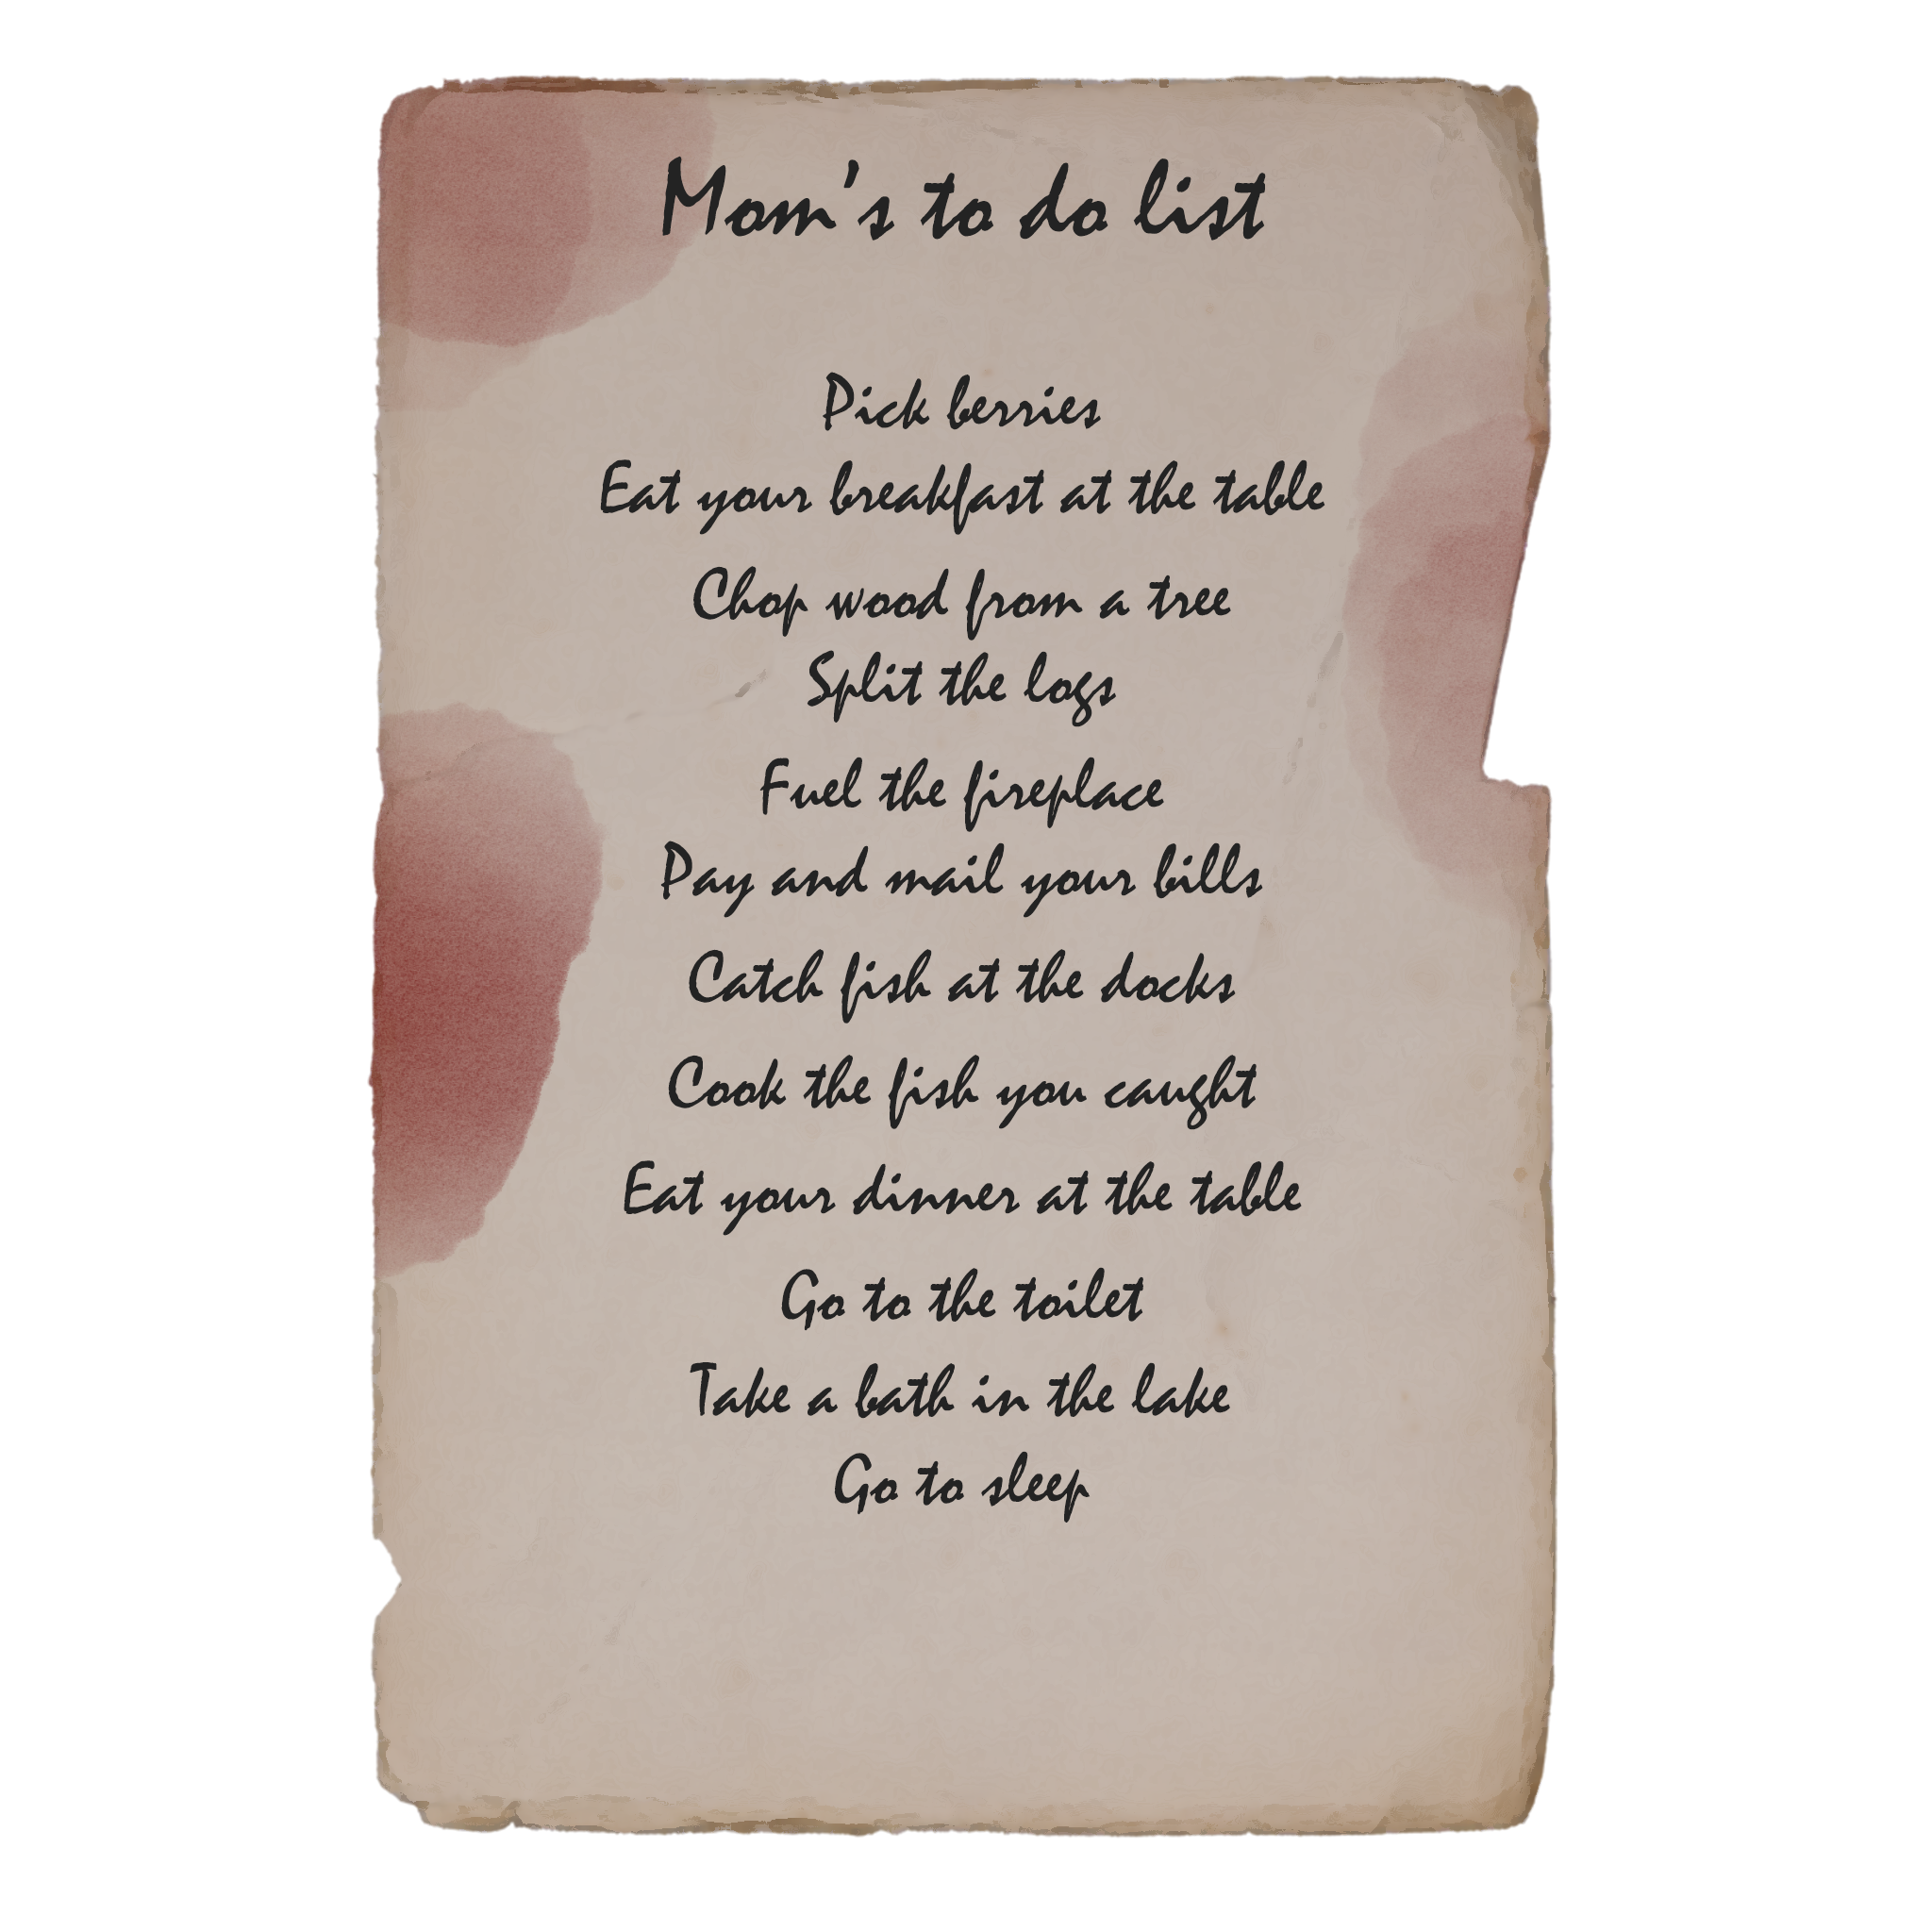 Mom's to do list
Pick berries
Eat your breakfast at the table
Chop wood from a tree
Split the logs
Fuel the fireplace
Pay and mail your bills
Catch fish at the docks
Cook the fish you caught
Eat your dinner at the table
Go to the toilet
Take a bath in the lake
Go to sleep